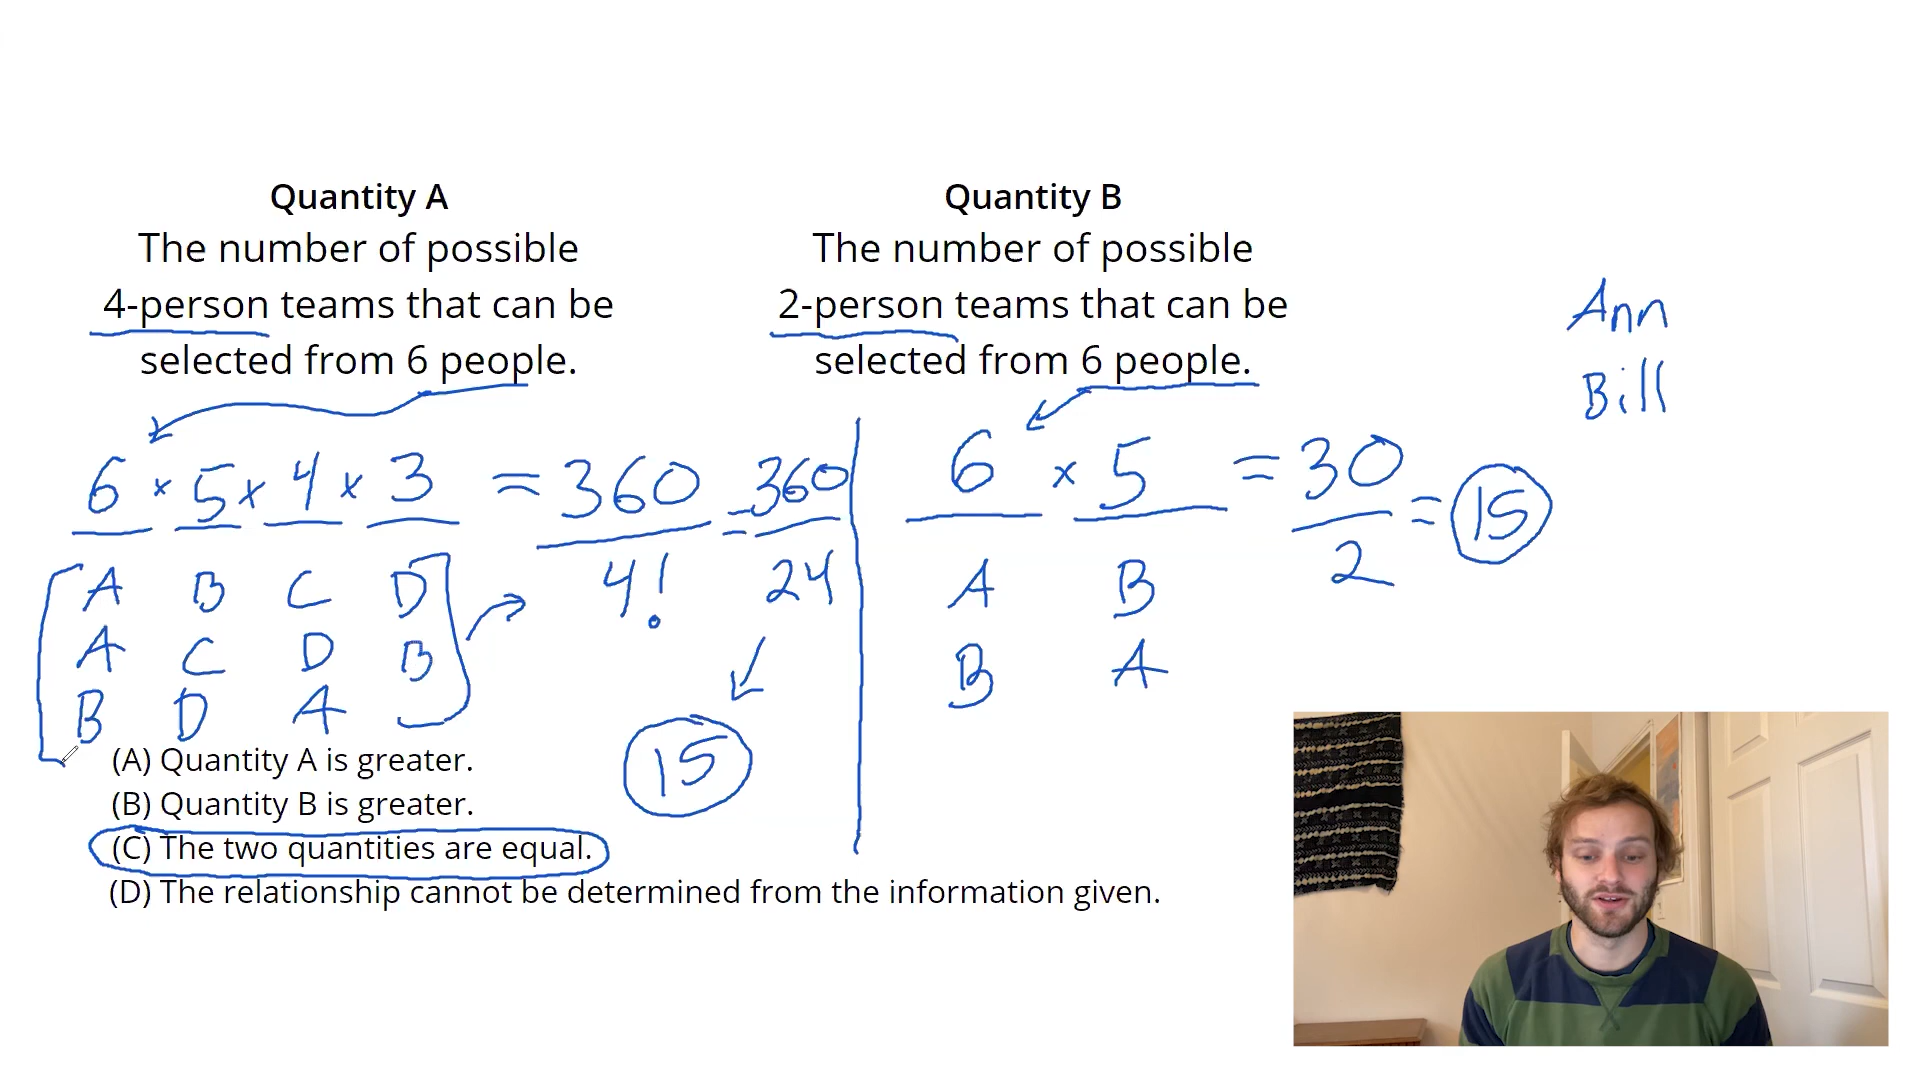 Quantity A
The number of possible
4-person teams that can be
selected from 6 people.
6 × 5 × 4 × 3 = 360 = 360
4! 24
A B C D
A C D B
B D A
15
Quantity B
The number of possible
2-person teams that can be
selected from 6 people.
6 × 5 = 30 = 15
2
A B
B A
Ann
Bill
(A) Quantity A is greater.
(B) Quantity B is greater.
(C) The two quantities are equal.
(D) The relationship cannot be determined from the information given.